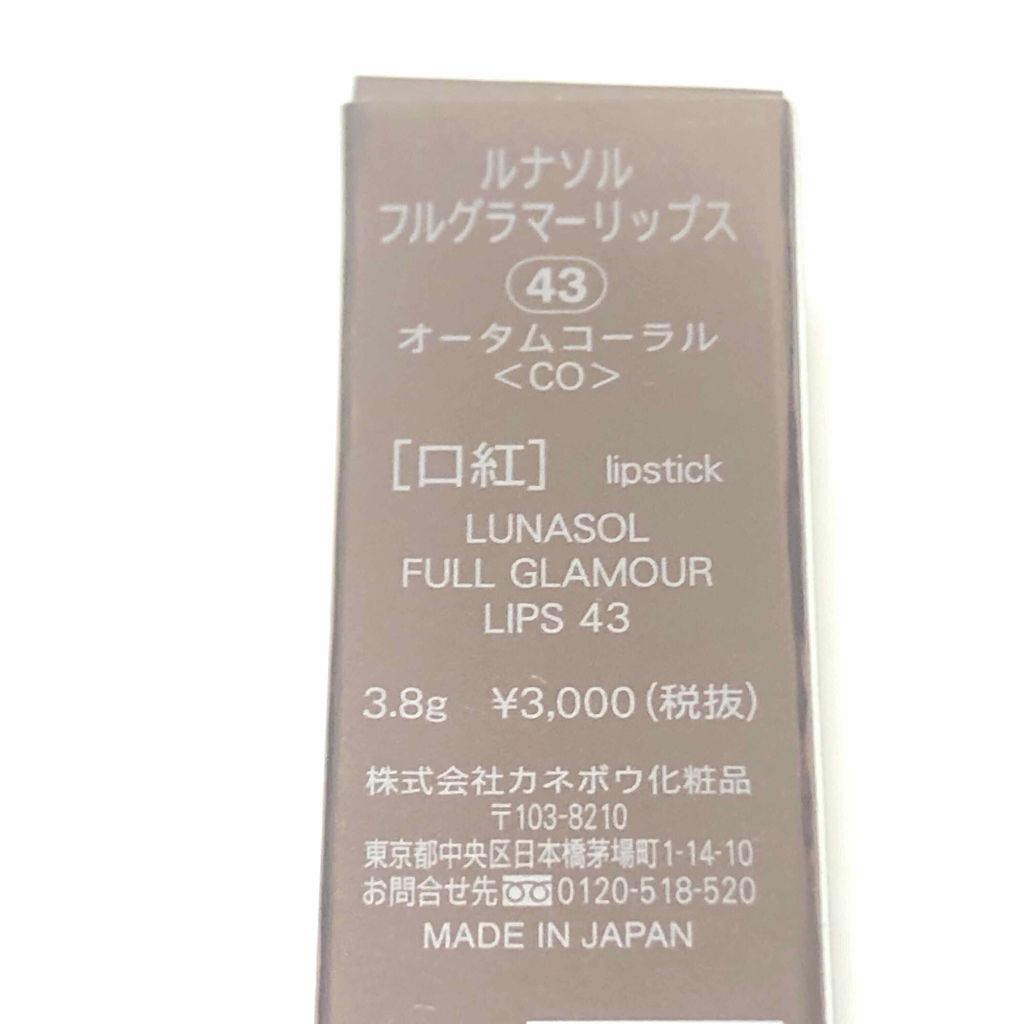 ルナソル
フルグラマーリップス
43
オータムコーラル
<CO>
[口紅] lipstick
LUNASOL
FULL GLAMOUR
LIPS 43
3.8g ¥3,000(税抜)
株式会社カネボウ化粧品
〒103-8210
東京都中央区日本橋茅場町1-14-10
お問合せ先 0120-518-520
MADE IN JAPAN